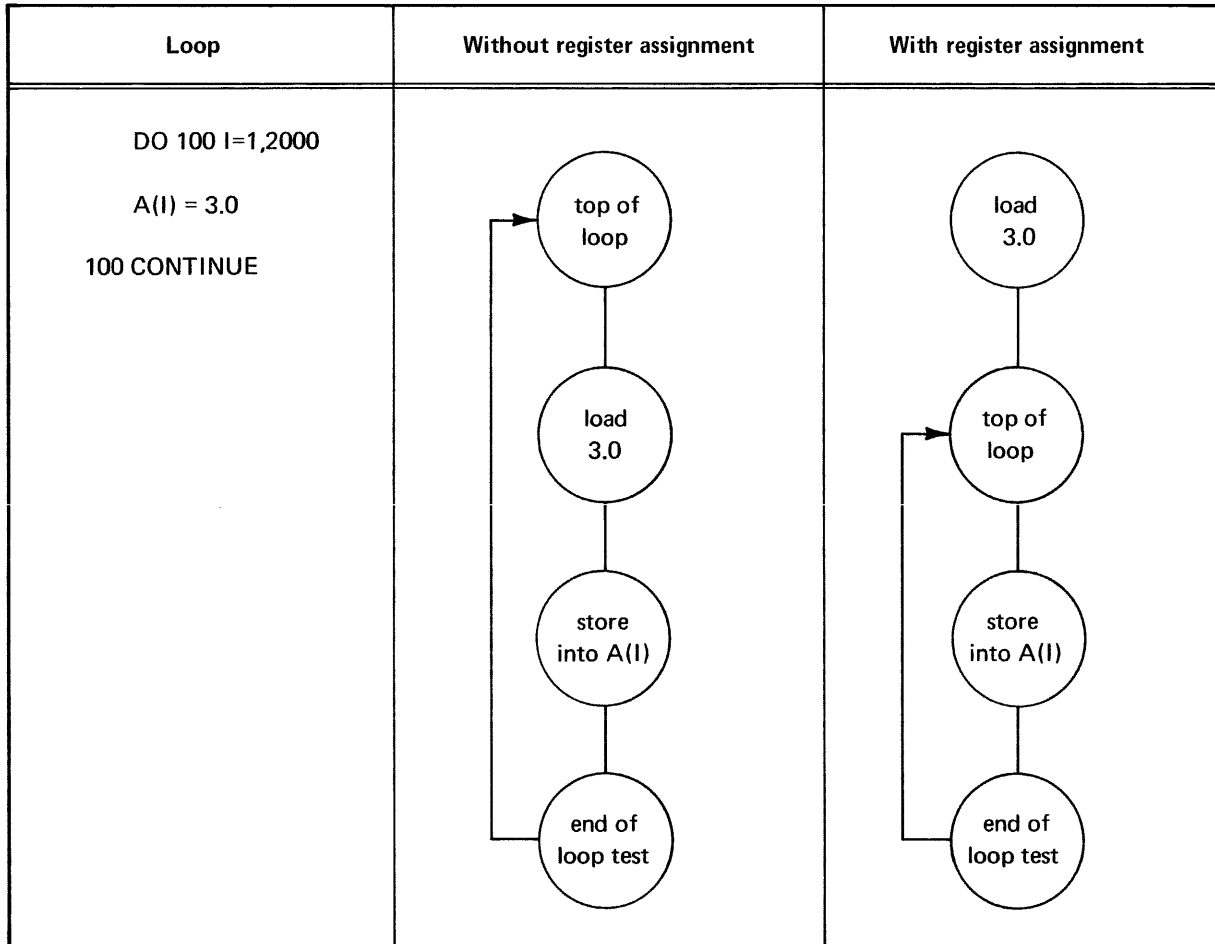 Loop
Without register assignment
With register assignment
DO 100 I=1,2000
A(I) = 3.0
100 CONTINUE
top of
loop
load
3.0
store
into A(I)
end of
loop test
load
3.0
top of
loop
store
into A(I)
end of
loop test